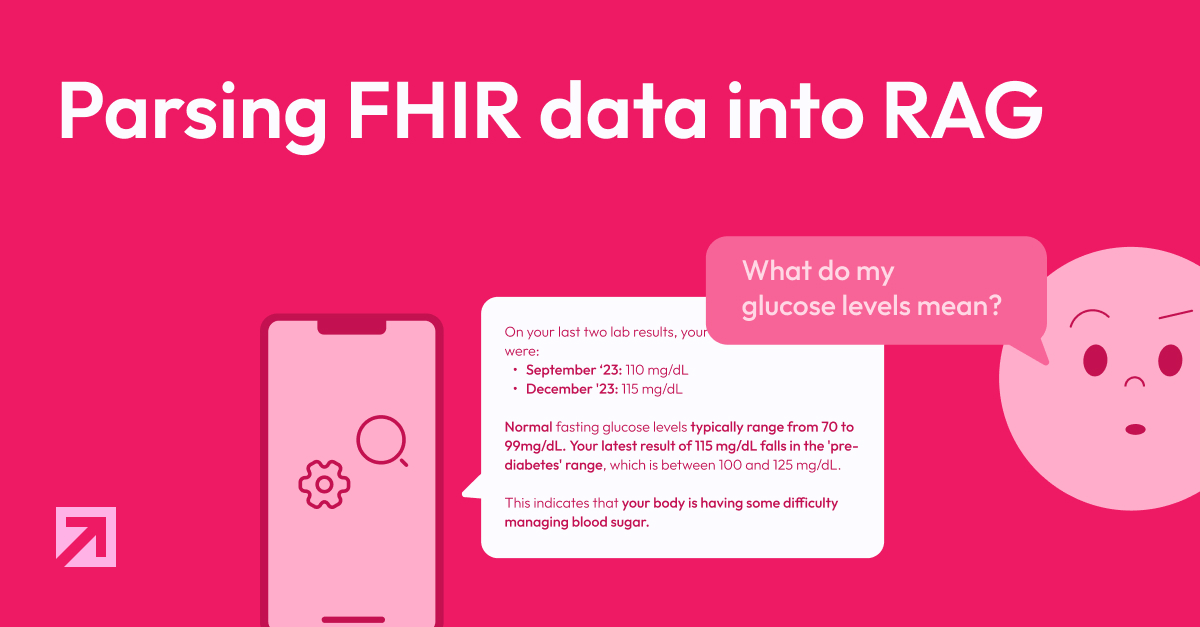 Parsing FHIR data into RAG
What do my
glucose levels mean?
On your last two lab results, your
were:
• September ‘23: 110 mg/dL
• December '23: 115 mg/dL
Normal fasting glucose levels typically range from 70 to
99mg/dL. Your latest result of 115 mg/dL falls in the 'pre-
diabetes' range, which is between 100 and 125 mg/dL.
This indicates that your body is having some difficulty
managing blood sugar.